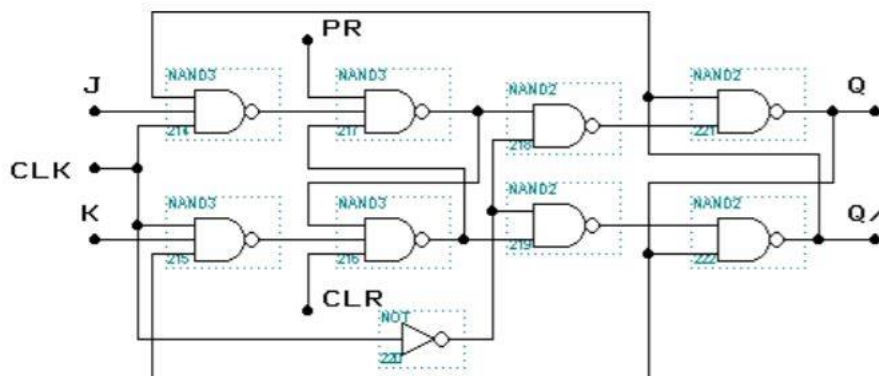 PR
NAND3
NAND3
J
NAND2
NAND2
Q
214
217
218
221
CLK
NAND3
NAND3
NAND2
NAND2
K
Q/
215
216
219
222
CLR
NOT
220